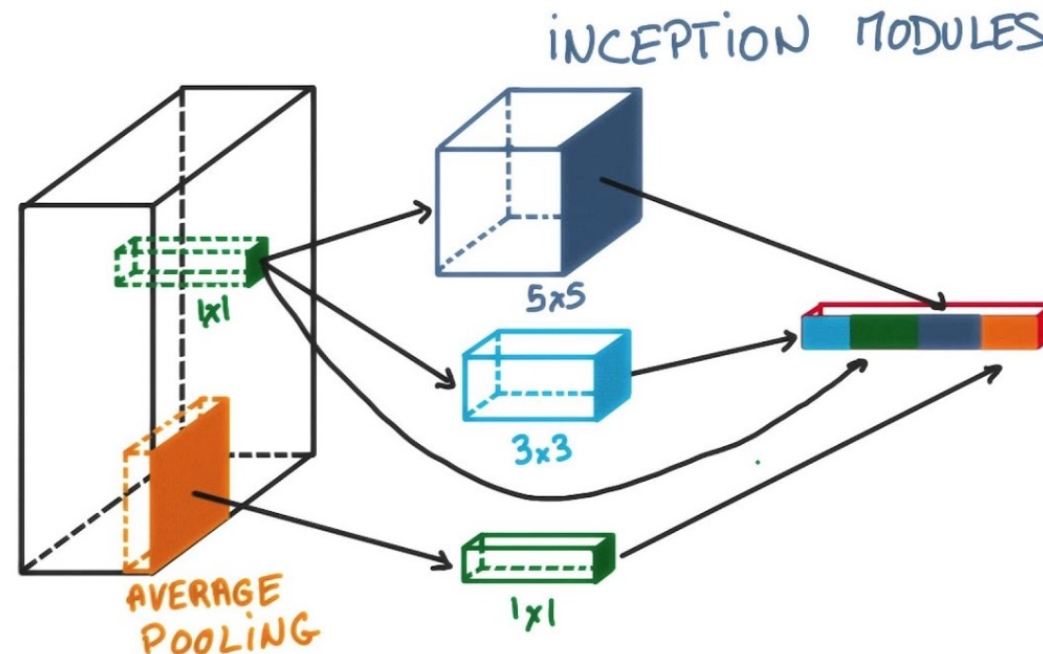 iNCEPTION MODULES
1x1
5x5
3x3
1x1
AVERAGE
POOLING